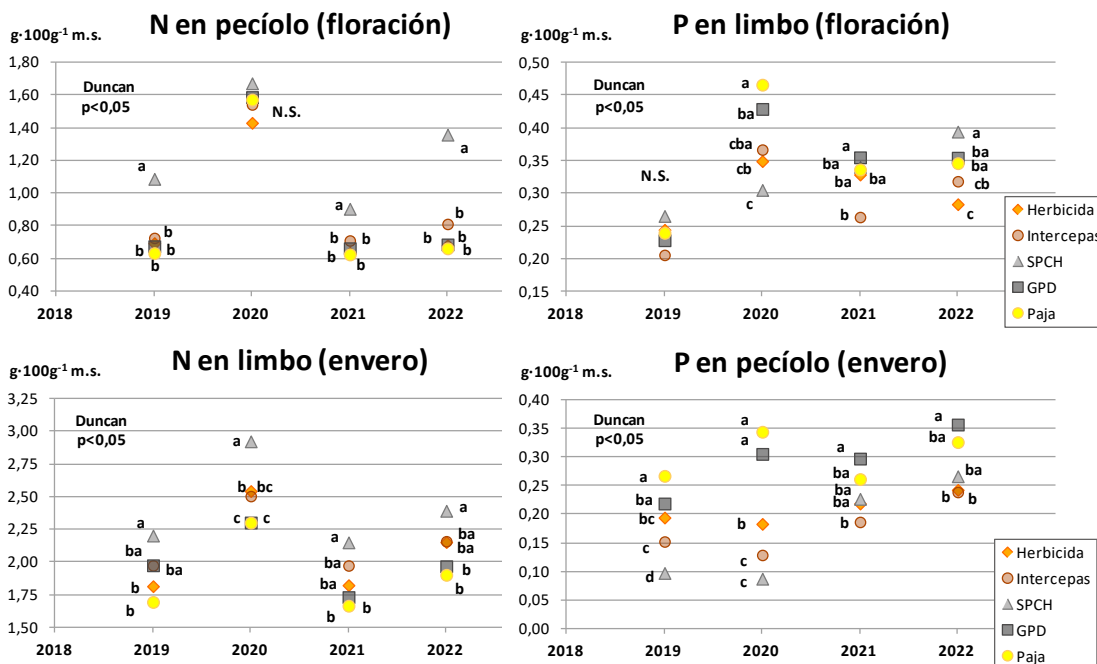 N en pecíolo (floración)
g·100g-1 m.s.
1,80
1,60
1,40
1,20
1,00
0,80
0,60
0,40
Duncan
p<0,05
a
b
b
b
b
N.S.
a
b
b
b
b
a
b
b
b
b
2018
2019
2020
2021
2022
P en limbo (floración)
g·100g-1 m.s.
0,50
0,45
0,40
0,35
0,30
0,25
0,20
0,15
Duncan
p<0,05
N.S.
a
ba
cba
cb
c
a
ba
ba
ba
b
a
ba
ba
cb
c
2018
2019
2020
2021
2022
Herbicida
Intercepas
SPCH
GPD
Paja
N en limbo (envero)
g·100g-1 m.s.
3,25
3,00
2,75
2,50
2,25
2,00
1,75
1,50
Duncan
p<0,05
a
ba
ba
b
b
a
b
bc
c
c
a
ba
ba
b
b
a
ba
ba
b
b
2018
2019
2020
2021
2022
P en pecíolo (envero)
g·100g-1 m.s.
0,40
0,35
0,30
0,25
0,20
0,15
0,10
0,05
0,00
Duncan
p<0,05
a
ba
bc
c
d
a
a
b
c
c
a
ba
ba
ba
b
a
ba
ba
b
b
2018
2019
2020
2021
2022
Herbicida
Intercepas
SPCH
GPD
Paja